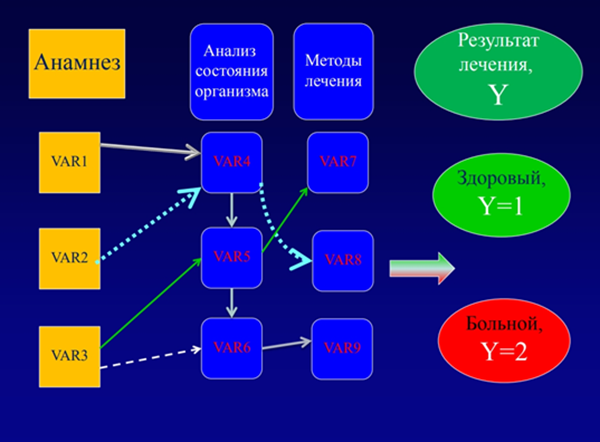 Анамнез
Анализ
состояния
организма
Методы
лечения
Результат
лечения,
Y
VAR1
VAR4
VAR7
Здоровый,
Y=1
VAR2
VAR5
VAR8
VAR3
VAR6
VAR9
Больной,
Y=2